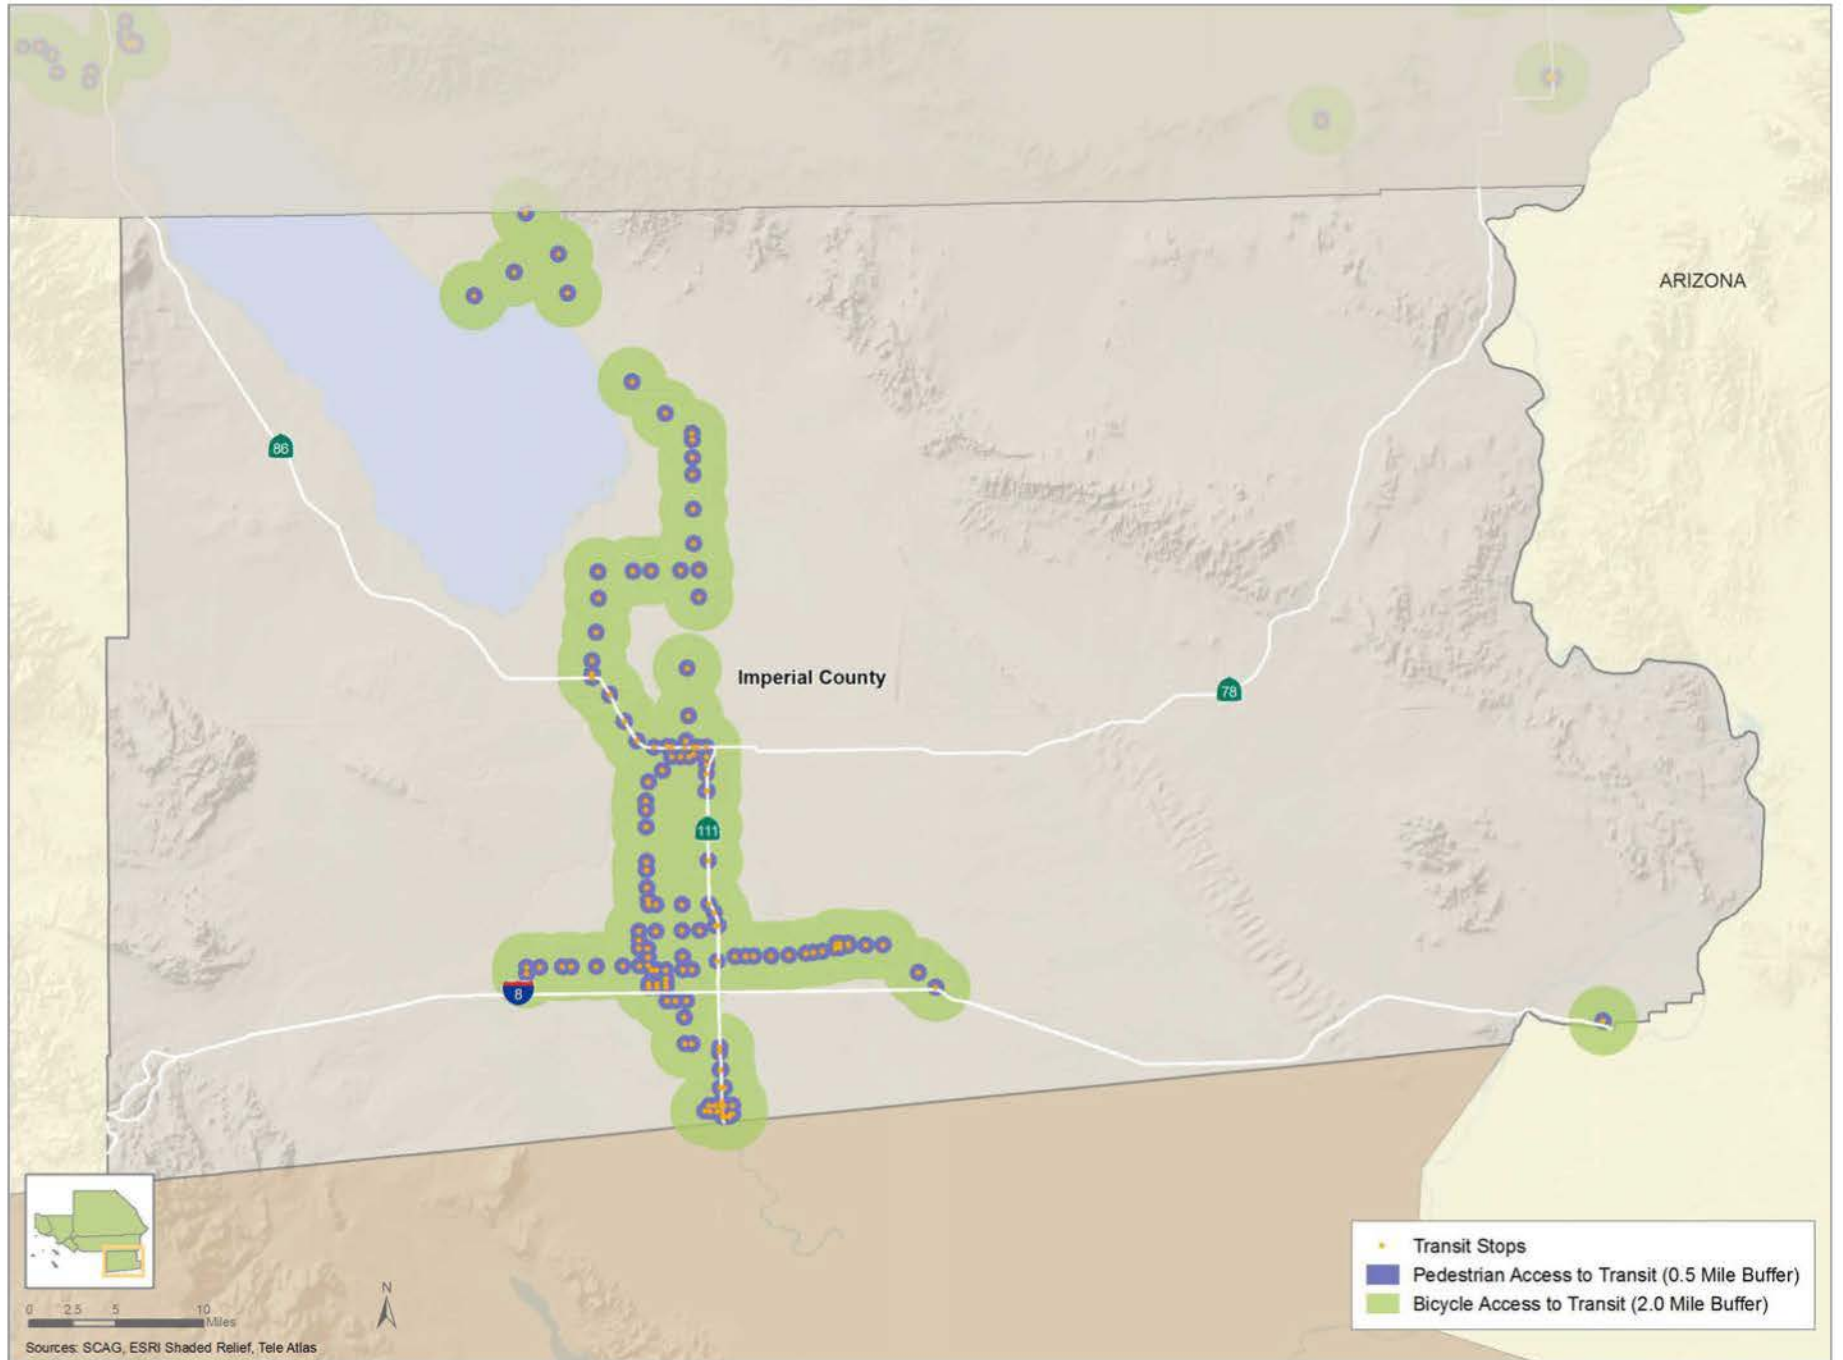 ARIZONA
86
Imperial County
78
111
8
N
0 2.5 5 10
Miles
Transit Stops
Pedestrian Access to Transit (0.5 Mile Buffer)
Bicycle Access to Transit (2.0 Mile Buffer)
Sources: SCAG, ESRI Shaded Relief, Tele Atlas